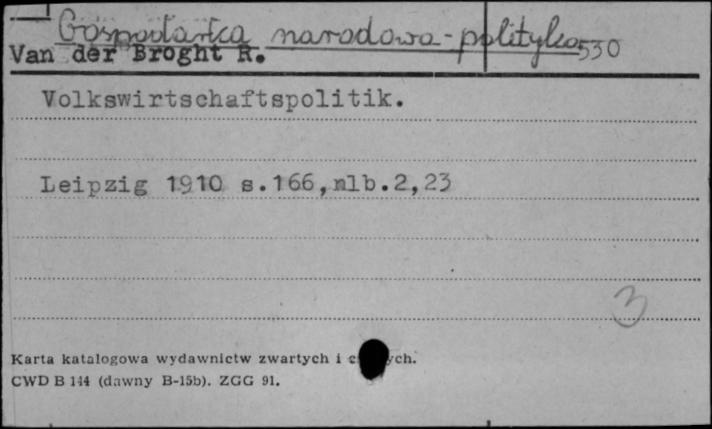 Gospodarka narodowa-polityka 530
Van der Broght R.
Volkswirtschaftspolitik.
Leipzig 1910 s.166,nlb.2,23
3
Karta katalogowa wydawnictw zwartych i c ych.
CWD B 144 (dawny B-15b). ZGG 91.